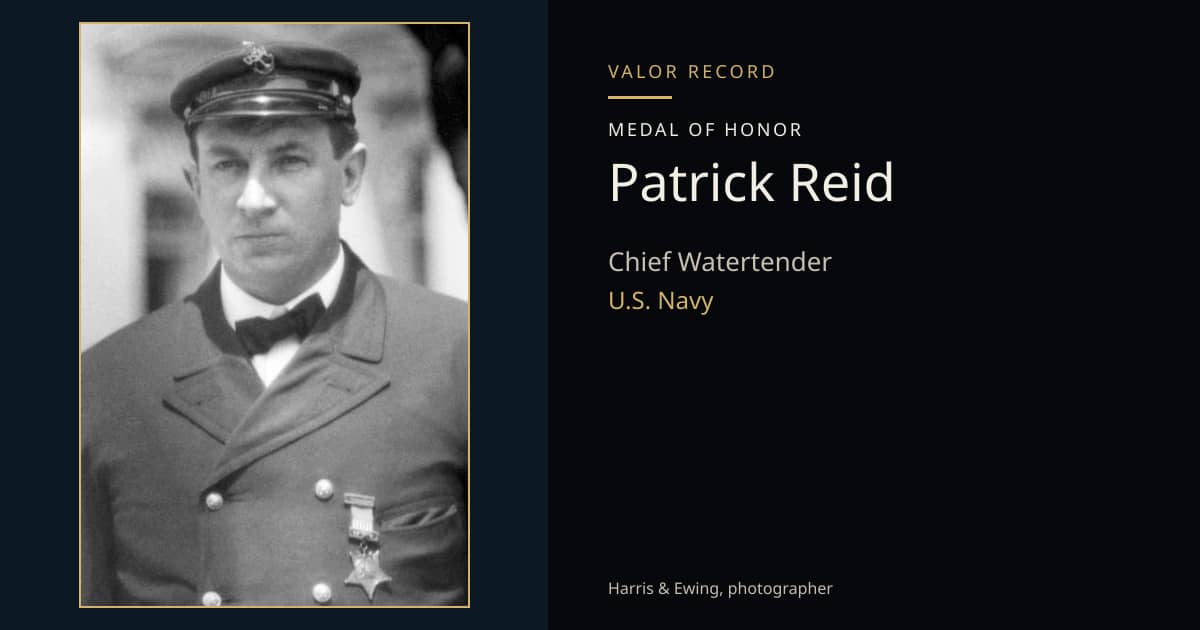 VALOR RECORD
MEDAL OF HONOR
Patrick Reid
Chief Watertender
U.S. Navy
Harris & Ewing, photographer